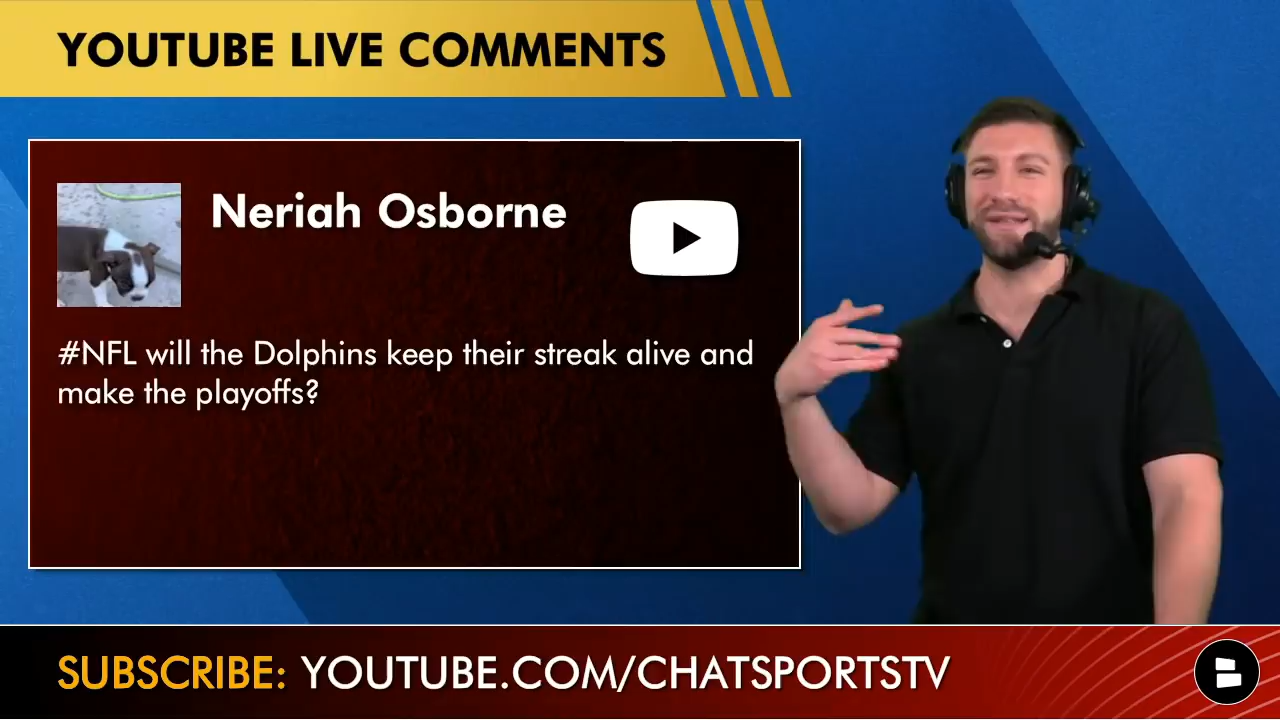 YOUTUBE LIVE COMMENTS
Neriah Osborne
#NFL will the Dolphins keep their streak alive and
make the playoffs?
SUBSCRIBE: YOUTUBE.COM/CHATSPORTSTV